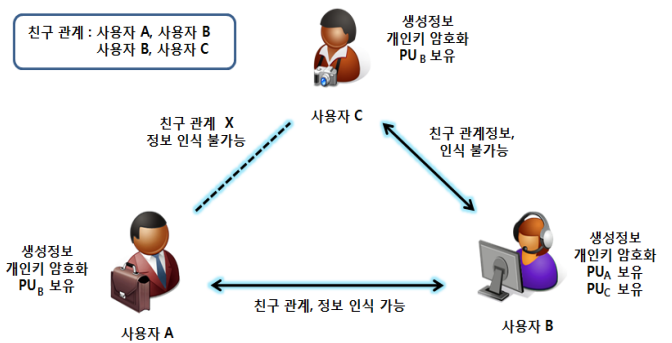 친구 관계 : 사용자 A, 사용자 B
사용자 B, 사용자 C
생성정보
개인키 암호화
PU B 보유
사용자 C
친구 관계 X
정보 인식 불가능
친구 관계정보,
인식 불가능
생성정보
개인키 암호화
PUB 보유
사용자 A
친구 관계, 정보 인식 가능
생성정보
개인키 암호화
PUA 보유
PUC 보유
사용자 B